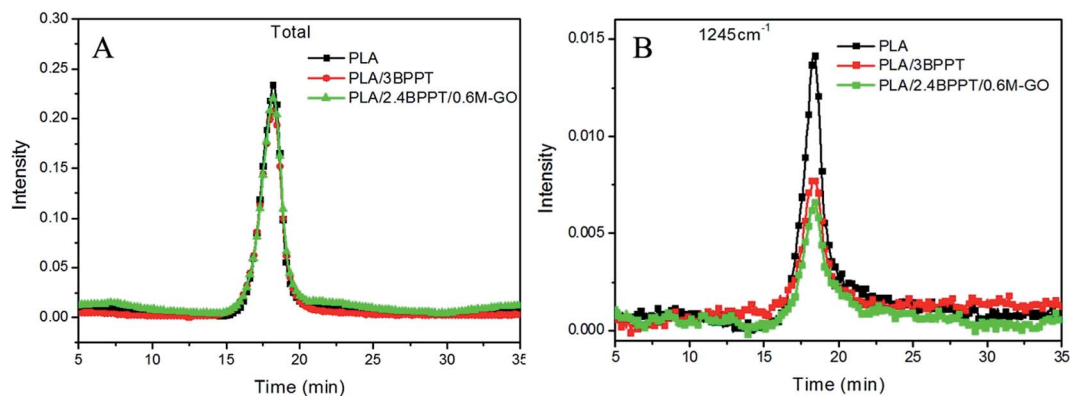 A
Total
PLA
PLA/3BPPT
PLA/2.4BPPT/0.6M-GO
Intensity
0.30
0.25
0.20
0.15
0.10
0.05
0.00
5 10 15 20 25 30 35
Time (min)
B
1245cm⁻¹
PLA
PLA/3BPPT
PLA/2.4BPPT/0.6M-GO
Intensity
0.015
0.010
0.005
0.000
5 10 15 20 25 30 35
Time (min)